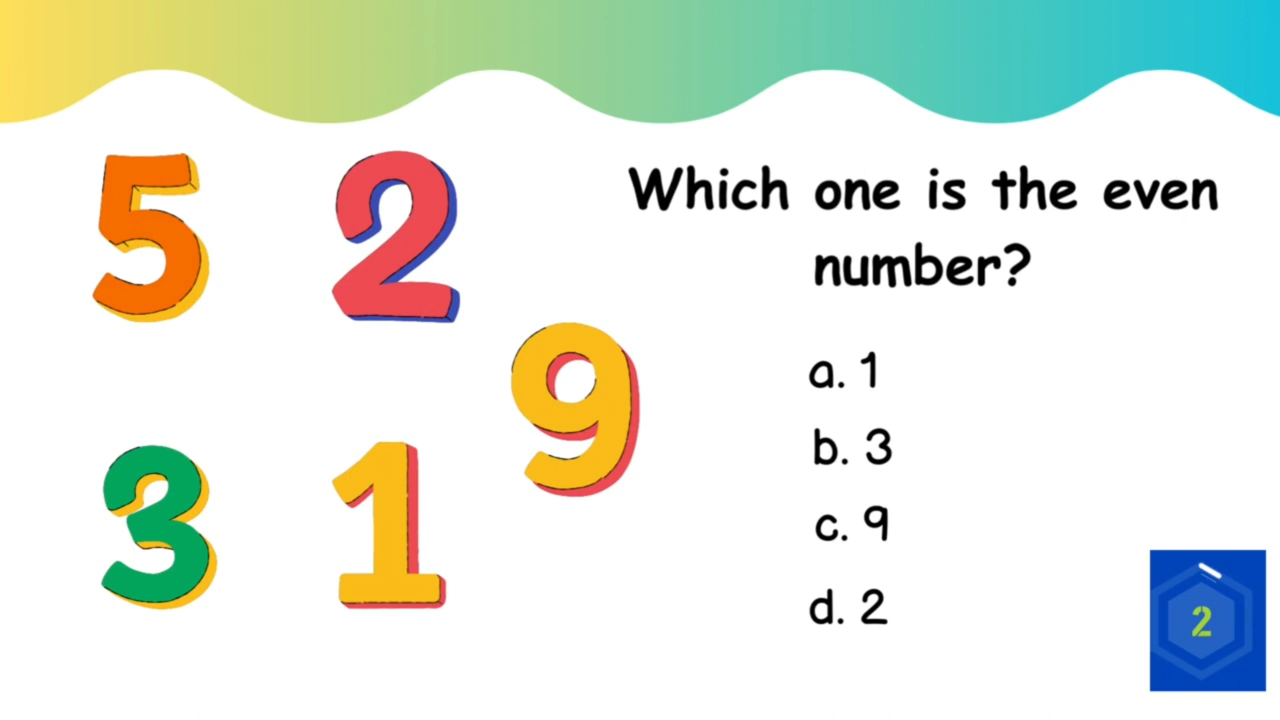 5 2
9
3 1
Which one is the even
number?
a. 1
b. 3
c. 9
d. 2
2